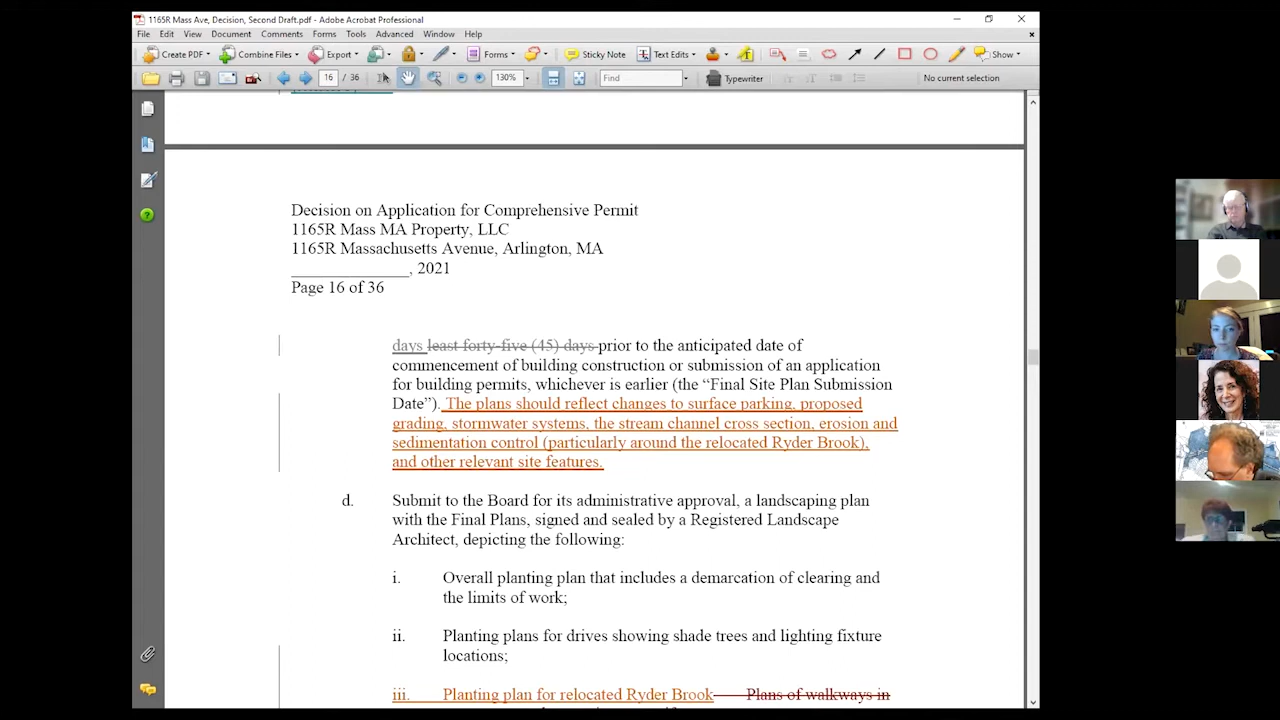 1165R Mass Ave, Decision, Second Draft.pdf - Adobe Acrobat Professional
File Edit View Document Comments Forms Tools Advanced Window Help
Create PDF Combine Files Export Forms Sticky Note Text Edits Show
16 / 36 130% Find Typewriter No current selection
Decision on Application for Comprehensive Permit
1165R Mass MA Property, LLC
1165R Massachusetts Avenue, Arlington, MA
______________, 2021
Page 16 of 36
days least forty-five (45) days prior to the anticipated date of
commencement of building construction or submission of an application
for building permits, whichever is earlier (the “Final Site Plan Submission
Date”). The plans should reflect changes to surface parking, proposed
grading, stormwater systems, the stream channel cross section, erosion and
sedimentation control (particularly around the relocated Ryder Brook),
and other relevant site features.
d. Submit to the Board for its administrative approval, a landscaping plan
with the Final Plans, signed and sealed by a Registered Landscape
Architect, depicting the following:
i. Overall planting plan that includes a demarcation of clearing and
the limits of work;
ii. Planting plans for drives showing shade trees and lighting fixture
locations;
iii. Planting plan for relocated Ryder Brook Plans of walkways in